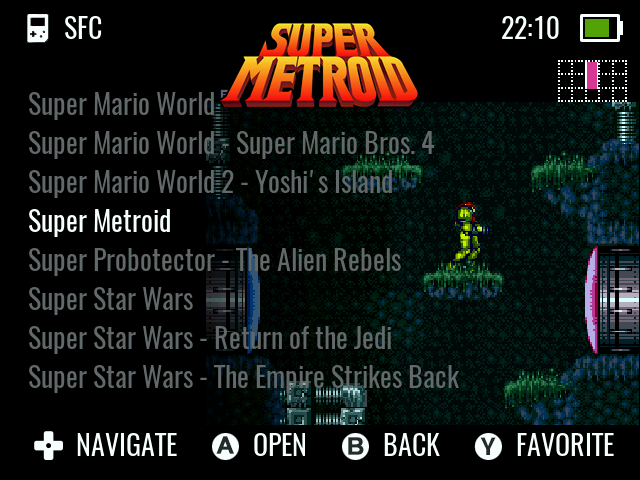 SFC
SUPER
METROID
22:10
Super Mario World
Super Mario World - Super Mario Bros. 4
Super Mario World 2 - Yoshi's Island
Super Metroid
Super Probotector - The Alien Rebels
Super Star Wars
Super Star Wars - Return of the Jedi
Super Star Wars - The Empire Strikes Back
NAVIGATE A OPEN B BACK Y FAVORITE